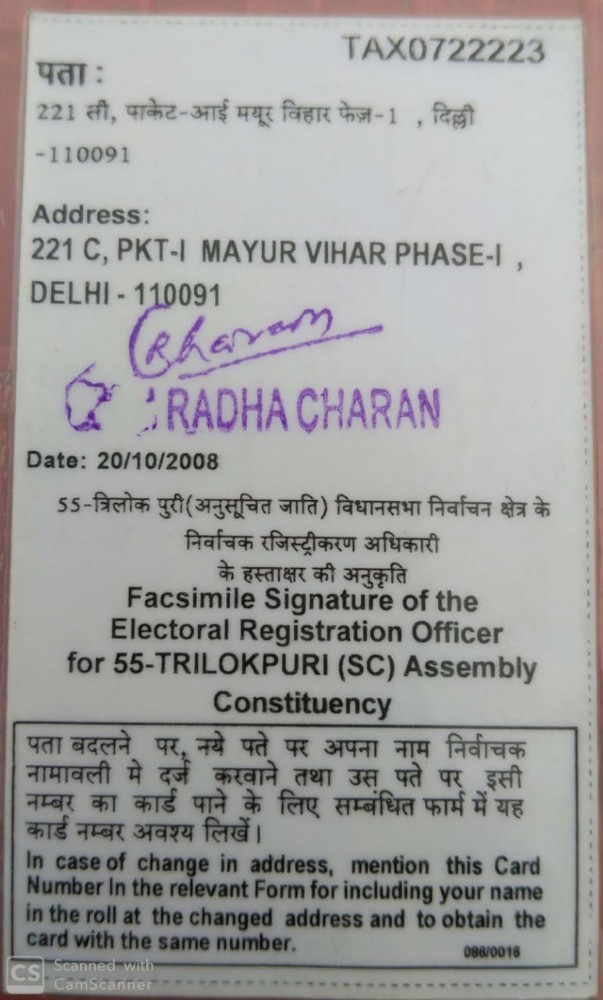 TAX0722223
पता :
221 सी, पाकेट-आई मयूर विहार फेज़-1 , दिल्ली
-110091
Address:
221 C, PKT-I MAYUR VIHAR PHASE-I ,
DELHI - 110091
RCharan
RADHA CHARAN
Date: 20/10/2008
55-त्रिलोक पुरी(अनुसूचित जाति) विधानसभा निर्वाचन क्षेत्र के
निर्वाचक रजिस्ट्रीकरण अधिकारी
के हस्ताक्षर की अनुकृति
Facsimile Signature of the
Electoral Registration Officer
for 55-TRILOKPURI (SC) Assembly
Constituency
पता बदलने पर, नये पते पर अपना नाम निर्वाचक
नामावली मे दर्ज करवाने तथा उस पते पर इसी
नम्बर का कार्ड पाने के लिए सम्बंधित फार्म में यह
कार्ड नम्बर अवश्य लिखें।
In case of change in address, mention this Card
Number In the relevant Form for including your name
in the roll at the changed address and to obtain the
card with the same number.
086/0016
CS Scanned with
CamScanner